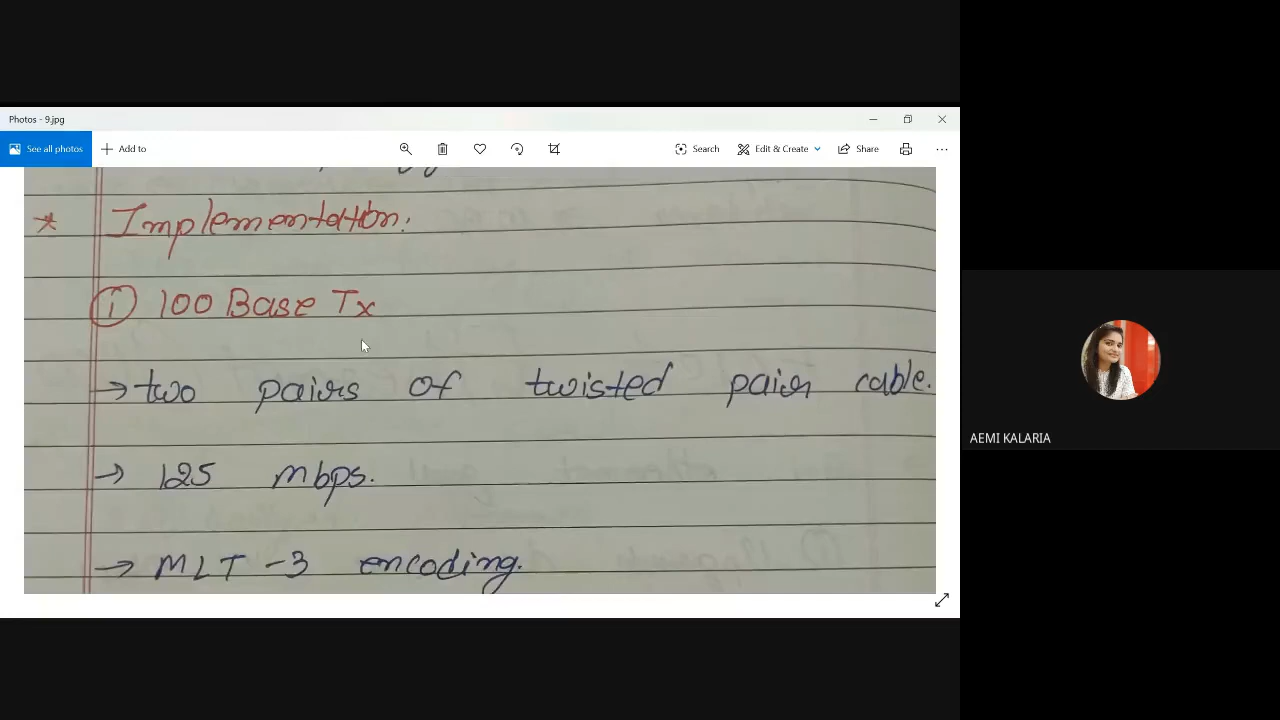 Photos - 9.jpg
See all photos
Add to
Search
Edit & Create
Share
* Implementation:
(i) 100 Base Tx
→ two pairs of twisted pair cable.
→ 125 mbps.
→ MLT -3 encoding.
AEMI KALARIA